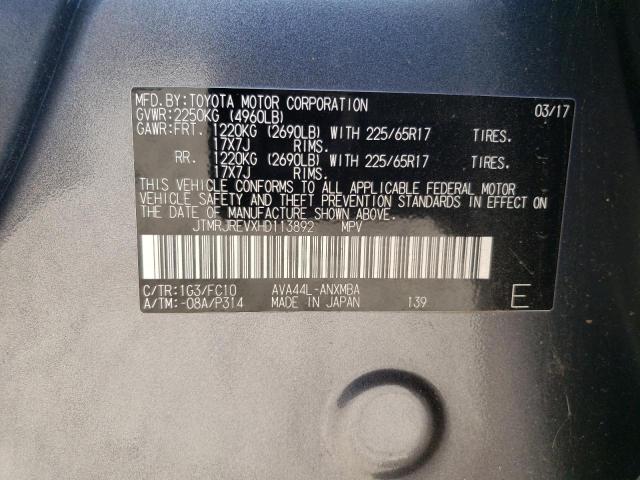 MFD. BY: TOYOTA MOTOR CORPORATION 03/17
GVWR: 2250KG (4960LB)
GAWR: FRT. 1220KG (2690LB) WITH 225/65R17 TIRES.
17X7J RIMS.
RR. 1220KG (2690LB) WITH 225/65R17 TIRES.
17X7J RIMS.
THIS VEHICLE CONFORMS TO ALL APPLICABLE FEDERAL MOTOR
VEHICLE SAFETY AND THEFT PREVENTION STANDARDS IN EFFECT
ON THE DATE OF MANUFACTURE SHOWN ABOVE.
JTMRJREVXHD113892 MPV
C/TR: 1G3/FC10 AVA44L-ANXMBA
A/TM: -08A/P314 MADE IN JAPAN 139 E